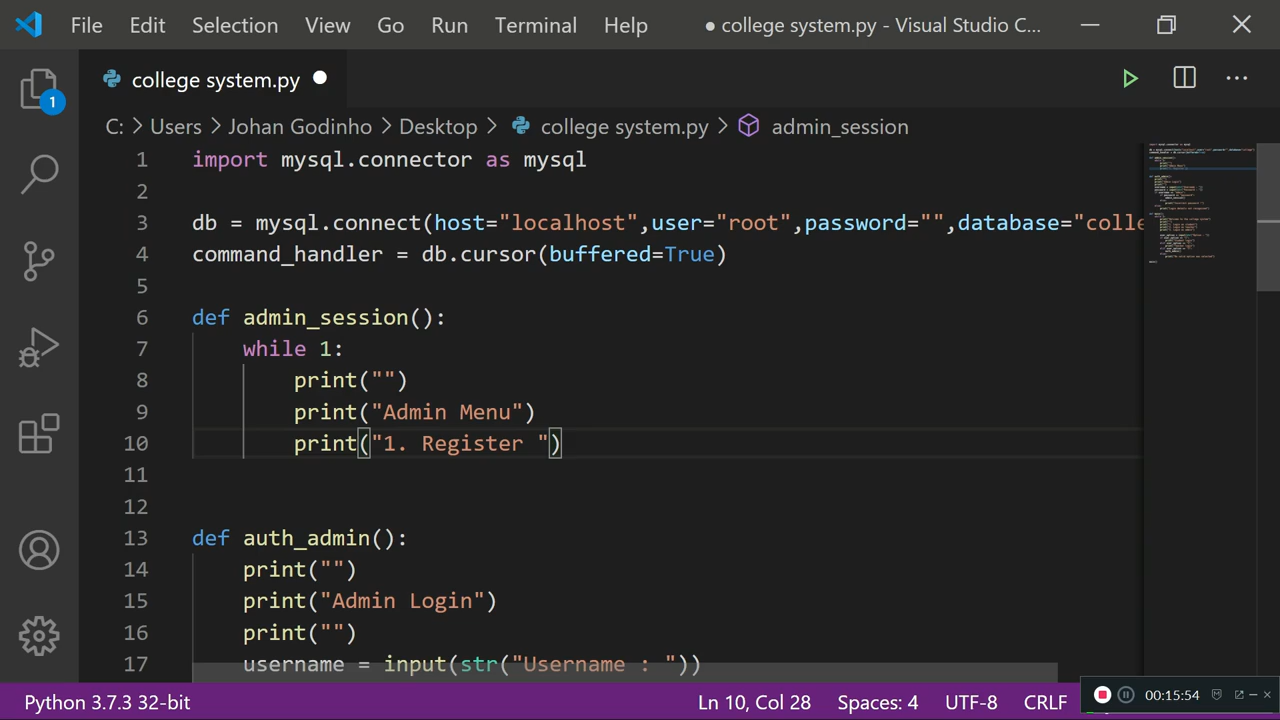 File Edit Selection View Go Run Terminal Help ● college system.py - Visual Studio C...
college system.py
C: > Users > Johan Godinho > Desktop > college system.py > admin_session
1
1 import mysql.connector as mysql
2
3 db = mysql.connect(host="localhost",user="root",password="",database="colle
4 command_handler = db.cursor(buffered=True)
5
6 def admin_session():
7 while 1:
8 print("")
9 print("Admin Menu")
10 print("1. Register ")
11
12
13 def auth_admin():
14 print("")
15 print("Admin Login")
16 print("")
17 username = input(str("Username : "))
Python 3.7.3 32-bit Ln 10, Col 28 Spaces: 4 UTF-8 CRLF
00:15:54